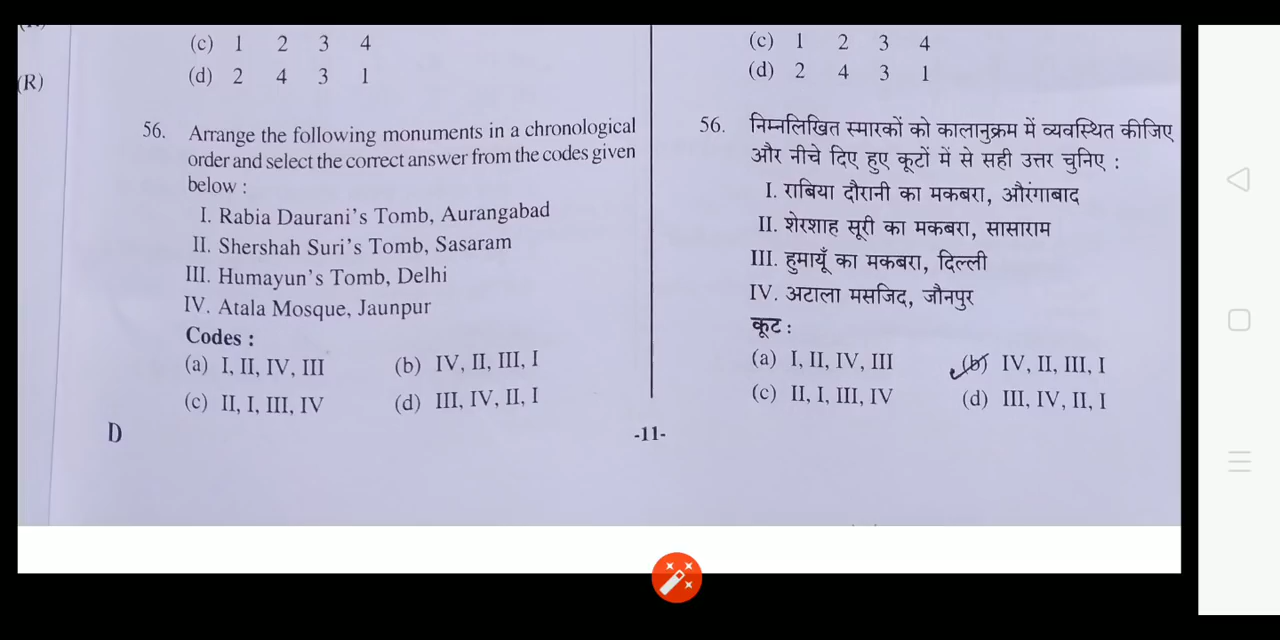 (c) 1 2 3 4
(d) 2 4 3 1
(R)
56. Arrange the following monuments in a chronological
order and select the correct answer from the codes given
below :
I. Rabia Daurani's Tomb, Aurangabad
II. Shershah Suri's Tomb, Sasaram
III. Humayun's Tomb, Delhi
IV. Atala Mosque, Jaunpur
Codes :
(a) I, II, IV, III (b) IV, II, III, I
(c) II, I, III, IV (d) III, IV, II, I
D
-11-
(c) 1 2 3 4
(d) 2 4 3 1
56. निम्नलिखित स्मारकों को कालानुक्रम में व्यवस्थित कीजिए
और नीचे दिए हुए कूटों में से सही उत्तर चुनिए :
I. राबिया दौरानी का मकबरा, औरंगाबाद
II. शेरशाह सूरी का मकबरा, सासाराम
III. हुमायूँ का मकबरा, दिल्ली
IV. अटाला मसजिद, जौनपुर
कूट :
(a) I, II, IV, III (b) IV, II, III, I
(c) II, I, III, IV (d) III, IV, II, I